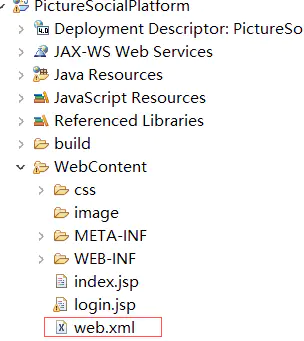 PictureSocialPlatform
Deployment Descriptor: PictureSo
JAX-WS Web Services
Java Resources
JavaScript Resources
Referenced Libraries
build
WebContent
css
image
META-INF
WEB-INF
index.jsp
login.jsp
web.xml